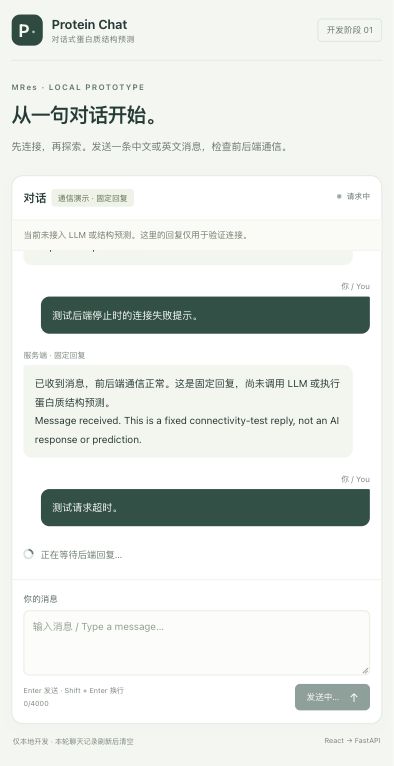 P·
Protein Chat
对话式蛋白质结构预测
开发阶段 01
MRes · LOCAL PROTOTYPE
从一句对话开始。
先连接，再探索。发送一条中文或英文消息，检查前后端通信。
对话
通信演示 · 固定回复
请求中
当前未接入 LLM 或结构预测。这里的回复仅用于验证连接。
你 / You
测试后端停止时的连接失败提示。
服务端 · 固定回复
已收到消息，前后端通信正常。这是固定回复，尚未调用 LLM 或执行
蛋白质结构预测。
Message received. This is a fixed connectivity-test reply, not an AI
response or prediction.
你 / You
测试请求超时。
正在等待后端回复...
你的消息
输入消息 / Type a message...
Enter 发送 · Shift + Enter 换行
0/4000
发送中... ↑
仅本地开发 · 本轮聊天记录刷新后清空
React → FastAPI